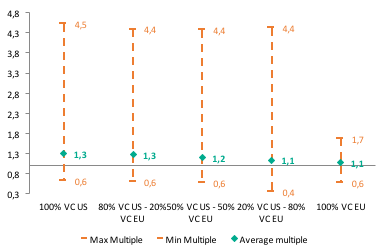 4,8
4,3
3,8
3,3
2,8
2,3
1,8
1,3
0,8
0,3
4,5
4,4
4,4
4,4
1,7
1,3
1,3
1,2
1,1
1,1
0,6
0,6
0,6
0,4
0,6
100% VC US
80% VC US - 20%
VC EU
50% VC US - 50%
VC EU
20% VC US - 80%
VC EU
100% VC EU
Max Multiple
Min Multiple
Average multiple